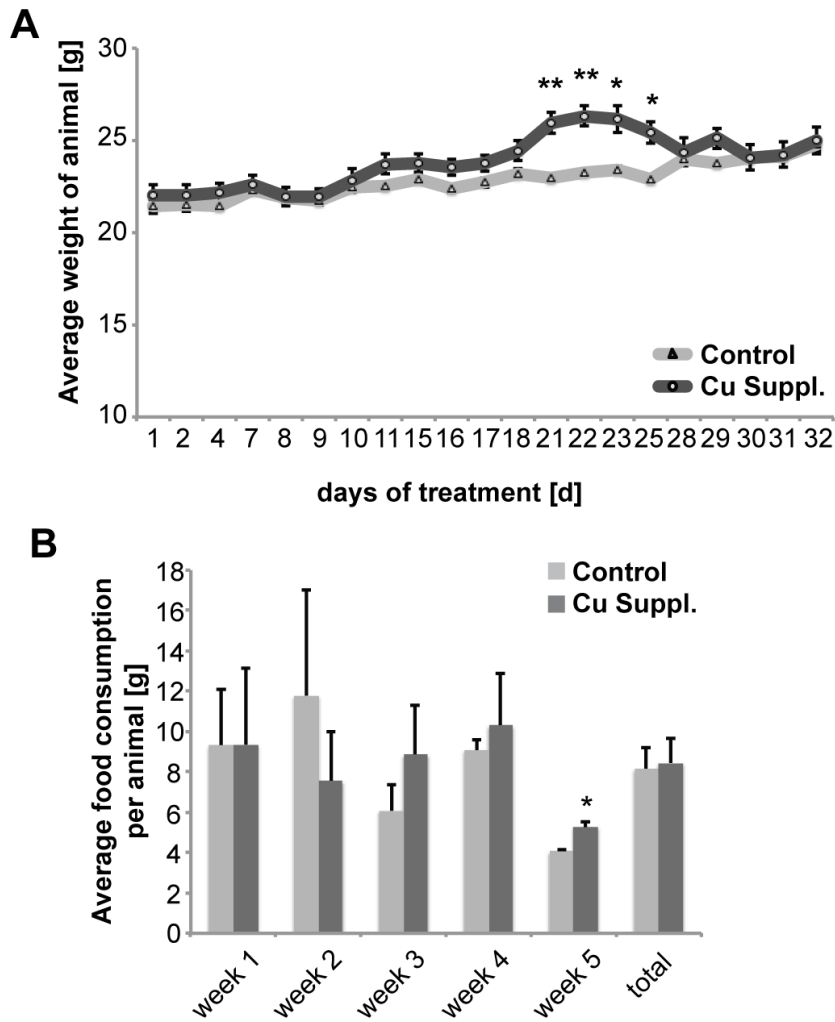 A
Average weight of animal [g]
30
25
20
15
10
** ** * *
Control
Cu Suppl.
1 2 4 7 8 9 10 11 15 16 17 18 21 22 23 25 28 29 30 31 32
days of treatment [d]
B
Average food consumption
per animal [g]
18
16
14
12
10
8
6
4
2
0
Control
Cu Suppl.
*
week 1
week 2
week 3
week 4
week 5
total